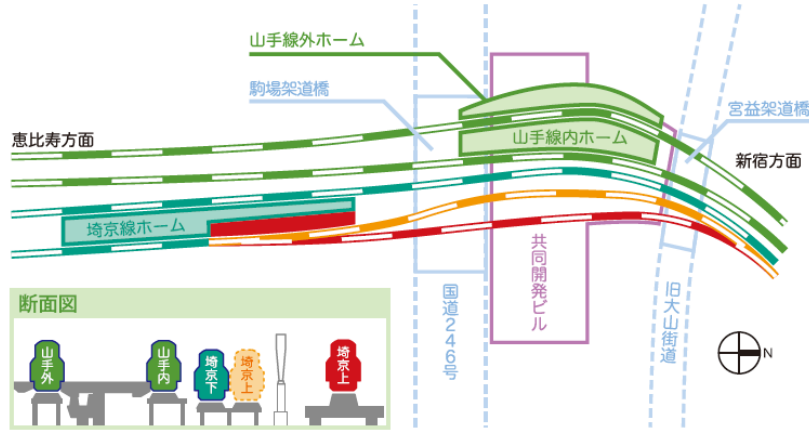 山手線外ホーム
駒場架道橋
宮益架道橋
恵比寿方面
山手線内ホーム
新宿方面
埼京線ホーム
共同開発ビル
国道246号
旧大山街道
N
断面図
山手外
山手内
埼京下
埼京上
埼京上